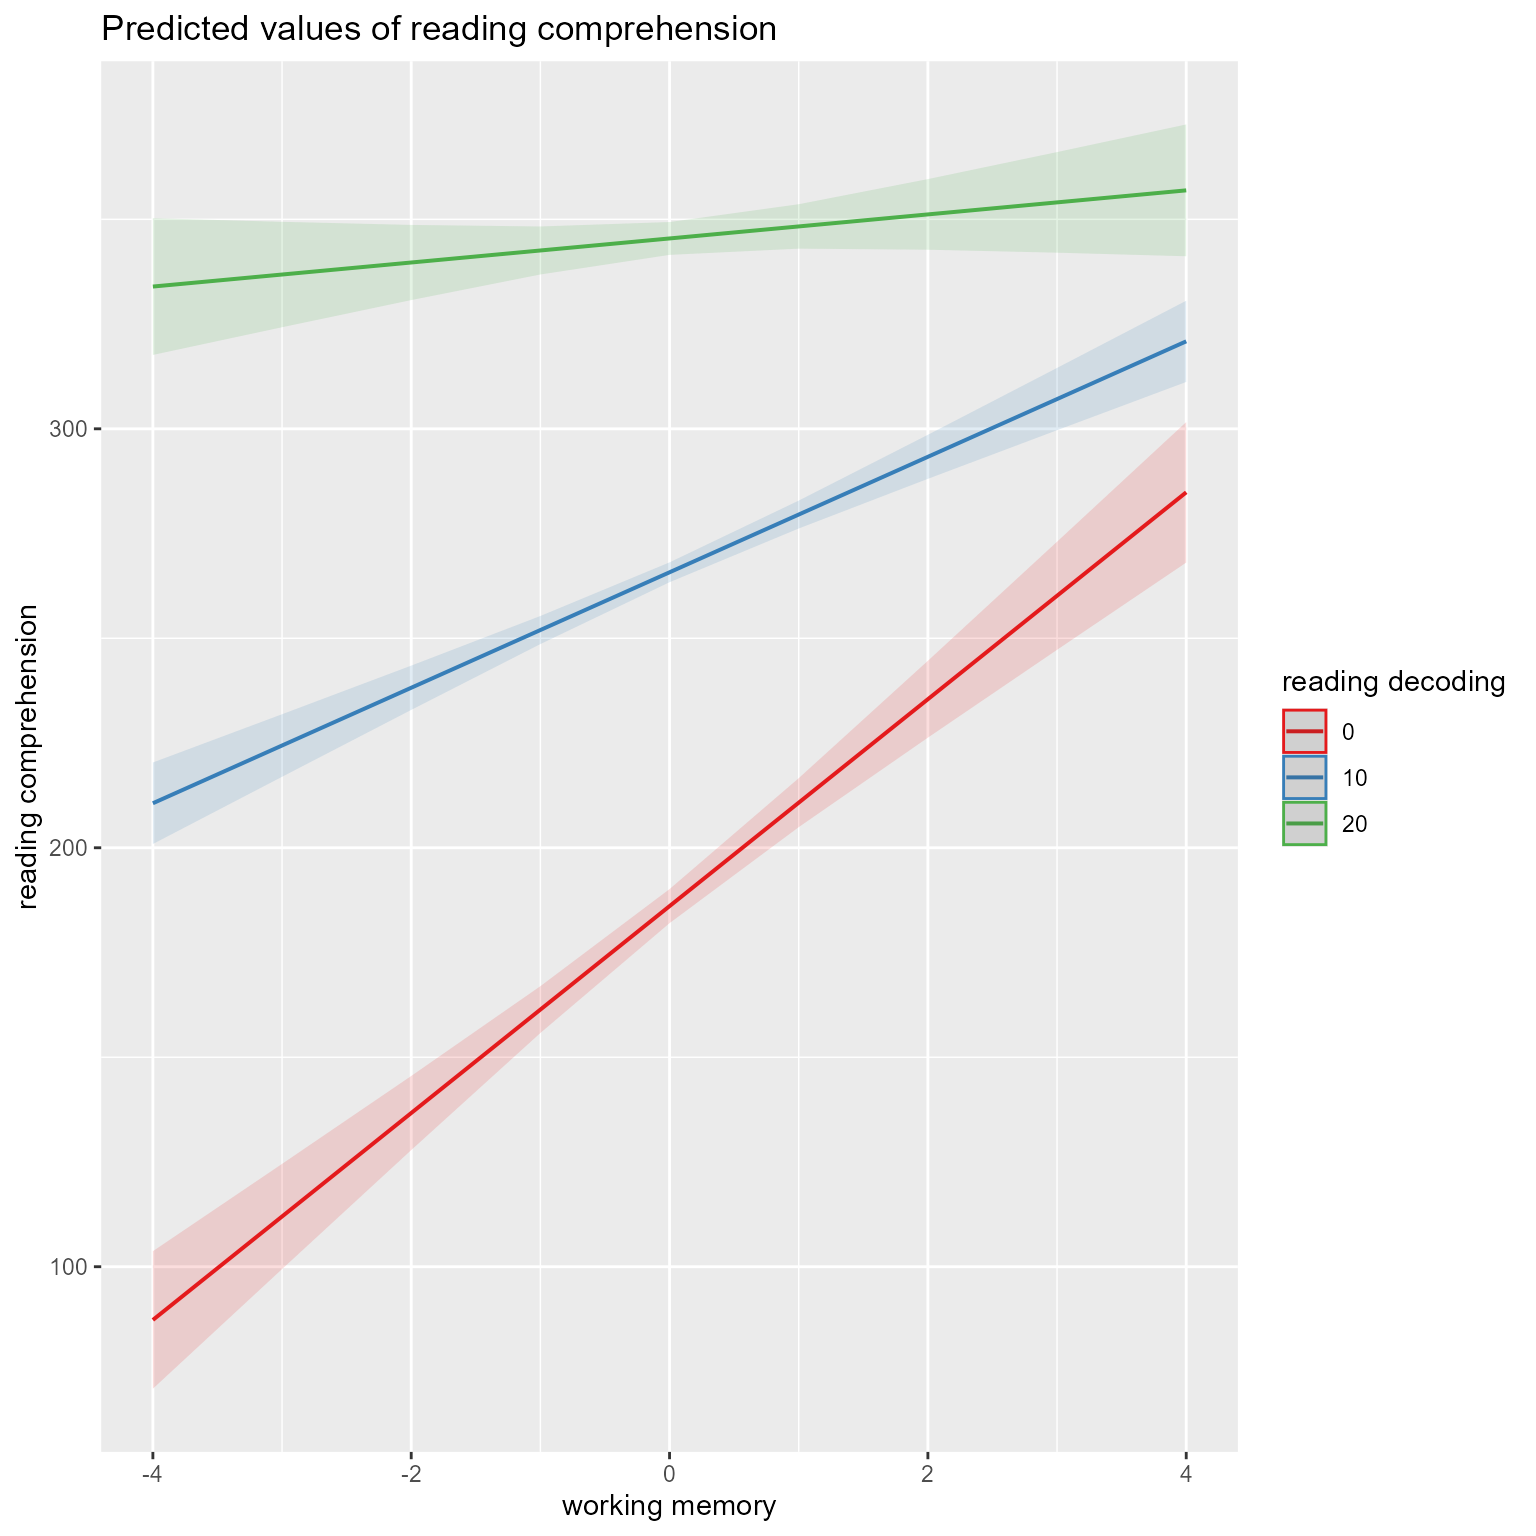 Predicted values of reading comprehension
300
200
100
reading comprehension
-4
-2
0
2
4
working memory
reading decoding
0
10
20